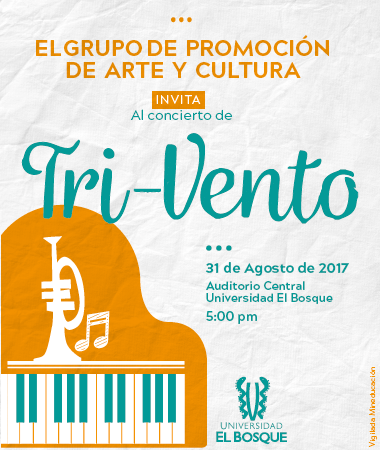 EL GRUPO DE PROMOCIÓN
DE ARTE Y CULTURA
INVITA
Al concierto de
Tri-Vento
31 de Agosto de 2017
Auditorio Central
Universidad El Bosque
5:00 pm
UNIVERSIDAD
EL BOSQUE
Vigilada Mineducación